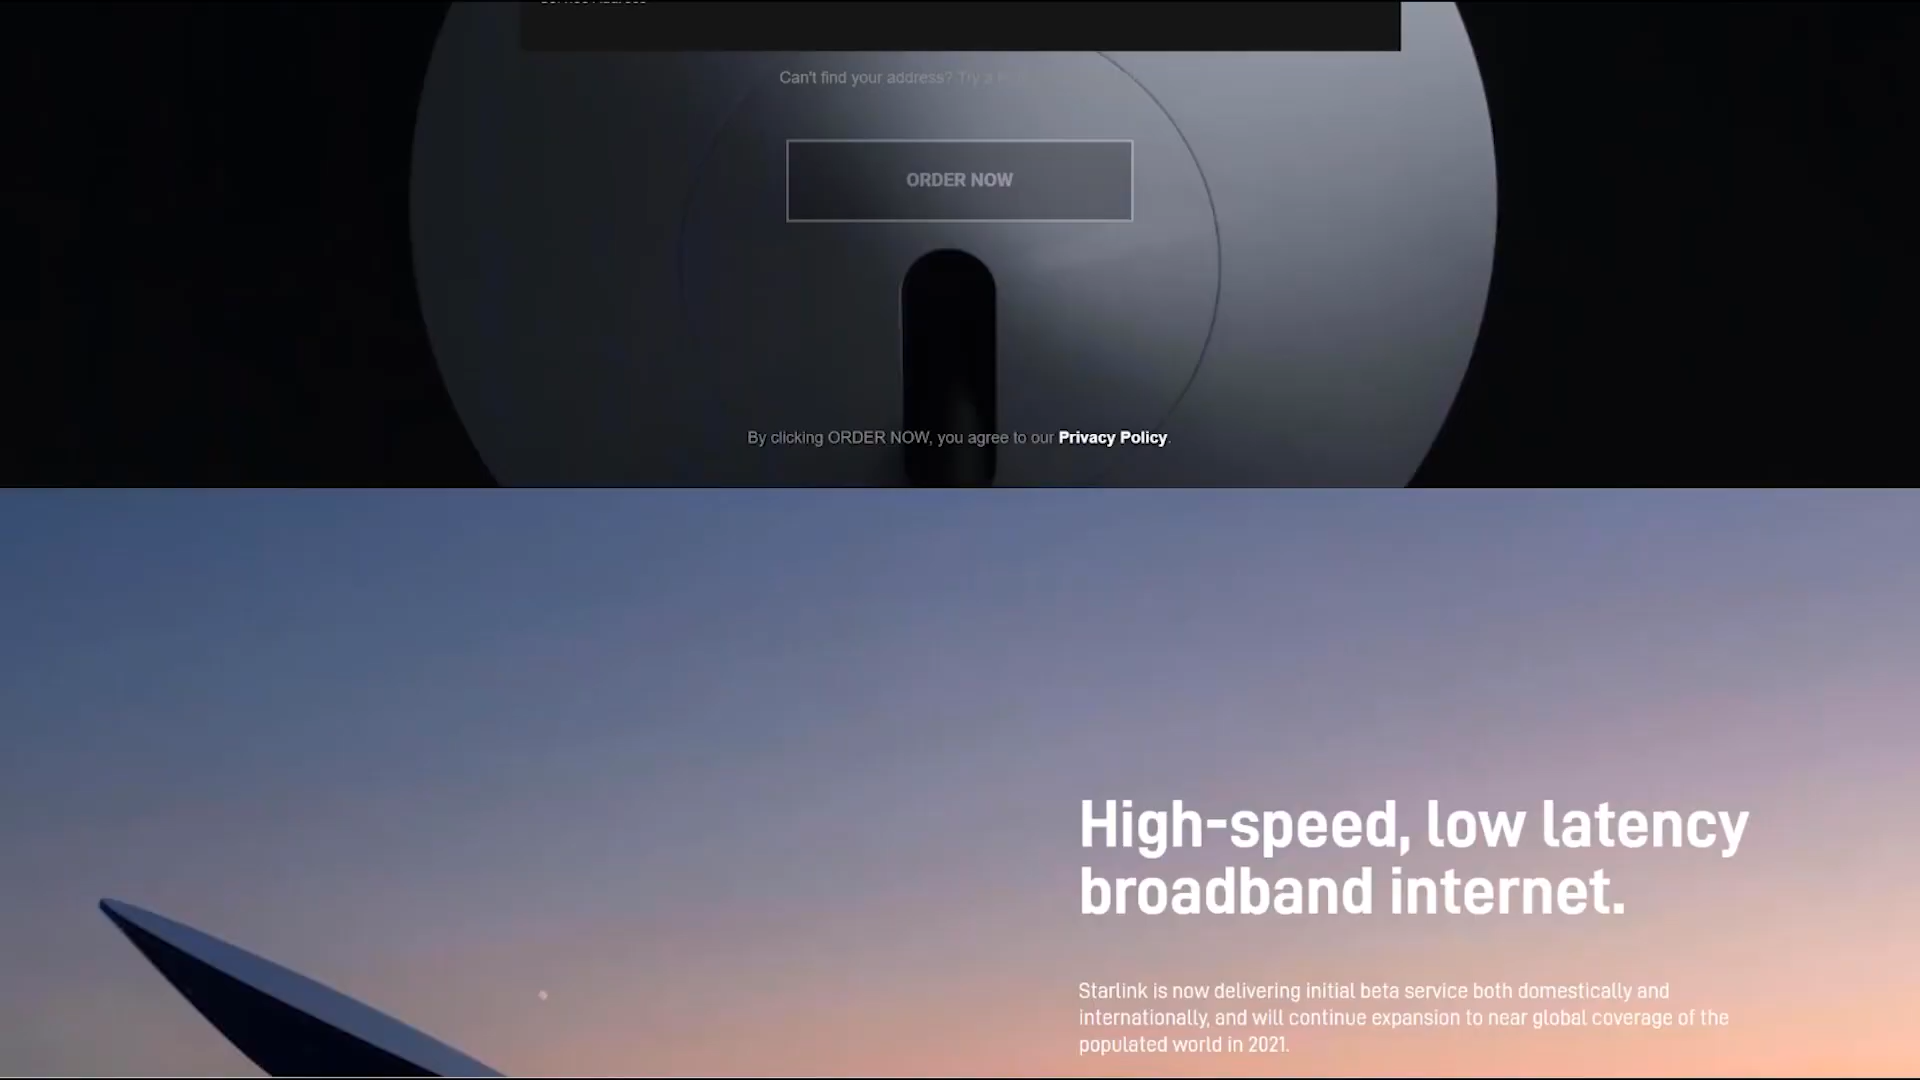 Service Address
Can't find your address? Try a
ORDER NOW
By clicking ORDER NOW, you agree to our Privacy Policy.
High-speed, low latency
broadband internet.
Starlink is now delivering initial beta service both domestically and
internationally, and will continue expansion to near global coverage of the
populated world in 2021.